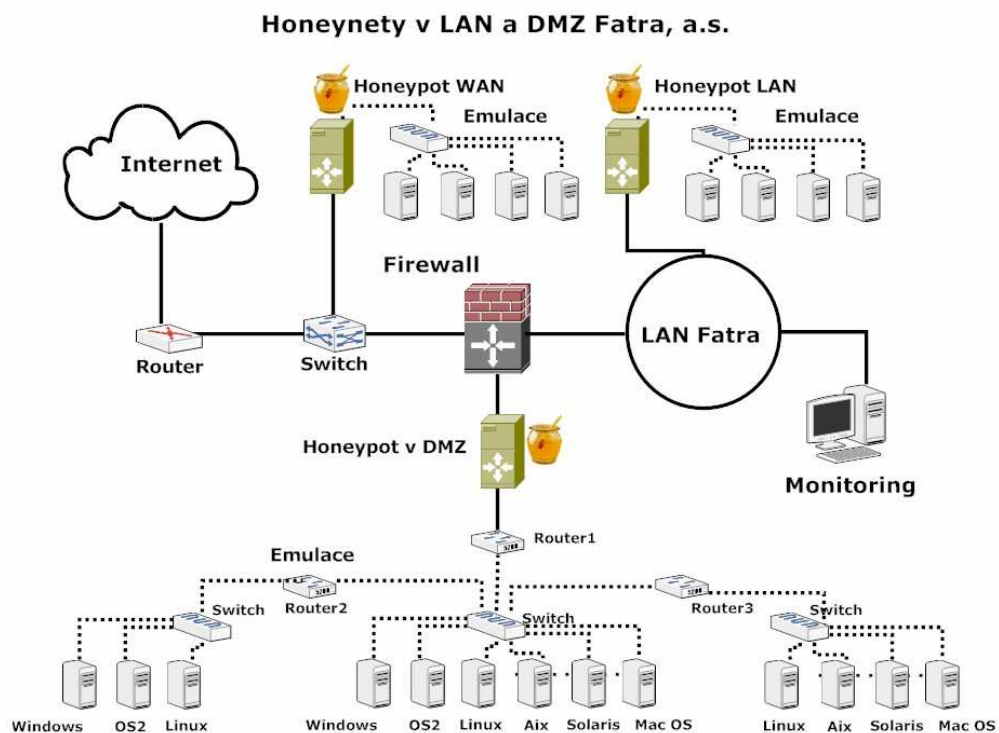 Honeynety v LAN a DMZ Fatra, a.s.
Honeypot WAN
Honeypot LAN
Emulace
Emulace
Internet
Firewall
LAN Fatra
Router
Switch
Honeypot v DMZ
Monitoring
Router1
Emulace
Router2
Router3
Switch
Switch
Switch
Windows
OS2
Linux
Windows
OS2
Linux
Aix
Solaris
Mac OS
Linux
Aix
Solaris
Mac OS